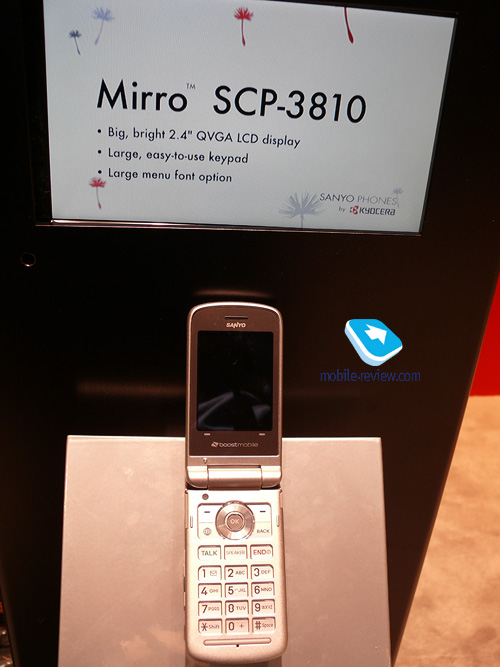 Mirro™ SCP-3810
• Big, bright 2.4" QVGA LCD display
• Large, easy-to-use keypad
• Large menu font option
SANYO PHONES
by KYOCERA
SANYO
mobile-review.com
boostmobile
OK
BACK
TALK SPEAKER END
1 2 ABC 3 DEF
4 GHI 5 JKL 6 MNO
7 PQRS 8 TUV 9 WXYZ
* Shift 0 + # Space